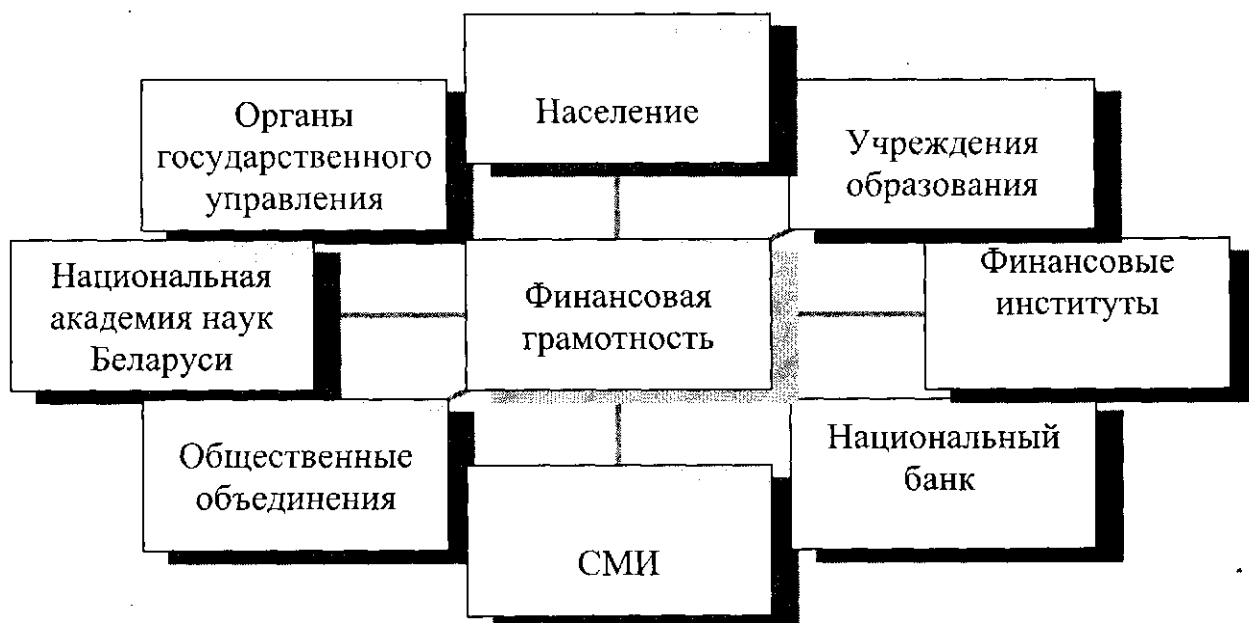 Население
Органы
государственного
управления
Учреждения
образования
Национальная
академия наук
Беларуси
Финансовая
грамотность
Финансовые
институты
Общественные
объединения
Национальный
банк
СМИ